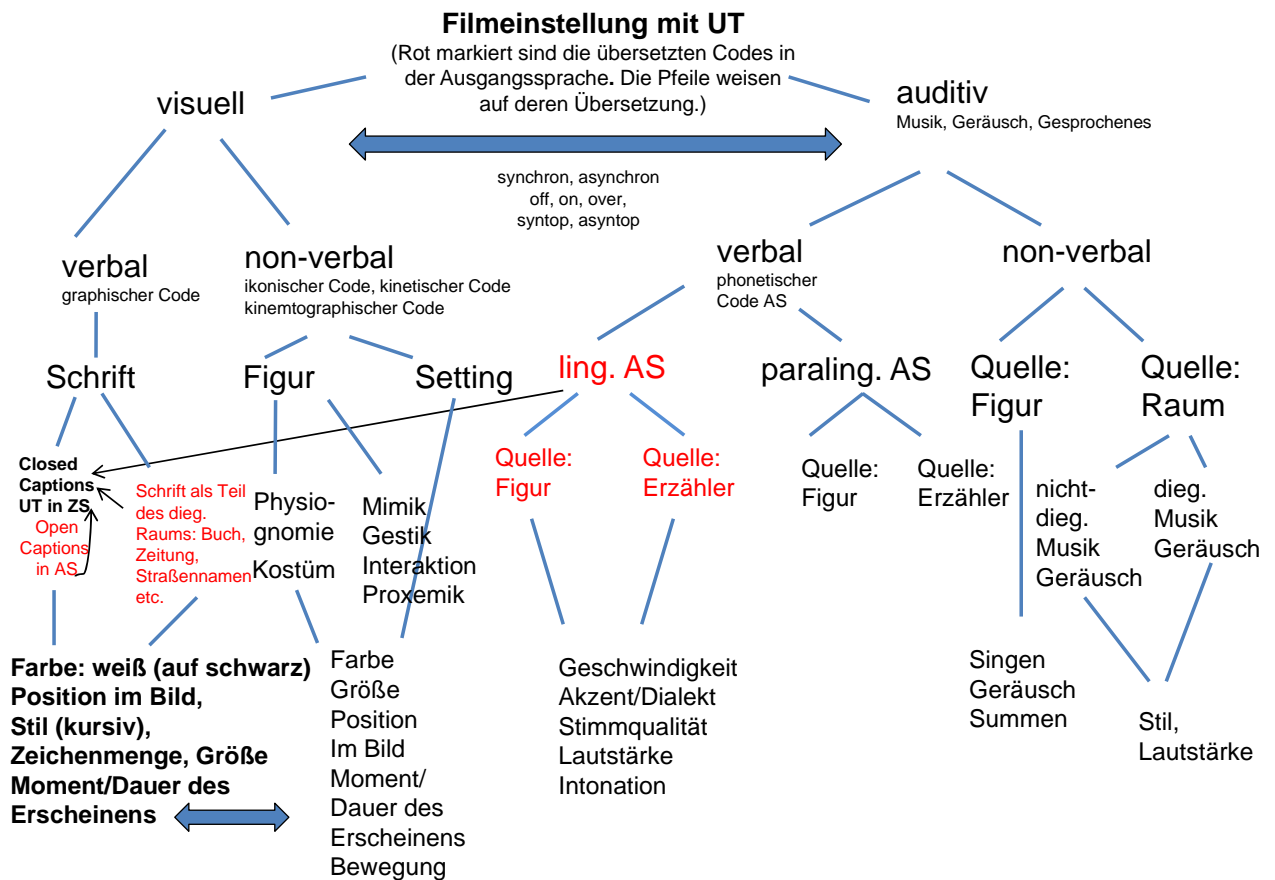 Filmeinstellung mit UT
(Rot markiert sind die übersetzten Codes in
der Ausgangssprache. Die Pfeile weisen
auf deren Übersetzung.)
visuell
auditiv
Musik, Geräusch, Gesprochenes
synchron, asynchron
off, on, over,
syntop, asyntop
verbal
graphischer Code
non-verbal
ikonischer Code, kinetischer Code
kinemtographischer Code
verbal
phonetischer
Code AS
non-verbal
Schrift
Figur
Setting
ling. AS
paraling. AS
Quelle:
Figur
Quelle:
Raum
Closed
Captions
UT in ZS
Open
Captions
in AS
Schrift als Teil
des dieg.
Raums: Buch,
Zeitung,
Straßennamen
etc.
Physio-
gnomie
Kostüm
Mimik
Gestik
Interaktion
Proxemik
Quelle:
Figur
Quelle:
Erzähler
Quelle:
Figur
Quelle:
Erzähler
nicht-
dieg.
Musik
Geräusch
dieg.
Musik
Geräusch
Farbe: weiß (auf schwarz)
Position im Bild,
Stil (kursiv),
Zeichenmenge, Größe
Moment/Dauer des
Erscheinens
Farbe
Größe
Position
Im Bild
Moment/
Dauer des
Erscheinens
Bewegung
Geschwindigkeit
Akzent/Dialekt
Stimmqualität
Lautstärke
Intonation
Singen
Geräusch
Summen
Stil,
Lautstärke